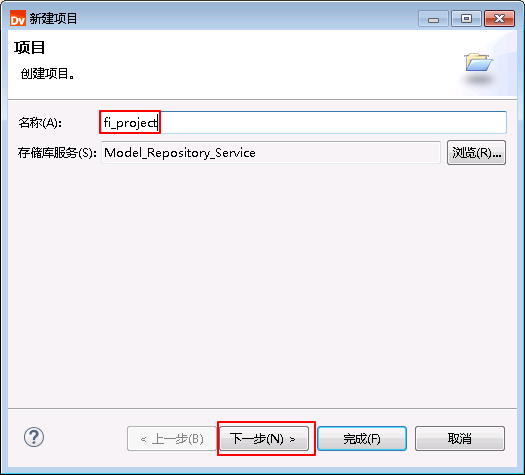 Dv 新建项目
项目
创建项目。
名称(A): fi_project
存储库服务(S): Model_Repository_Service 浏览(R)...
? < 上一步(B) 下一步(N) > 完成(F) 取消